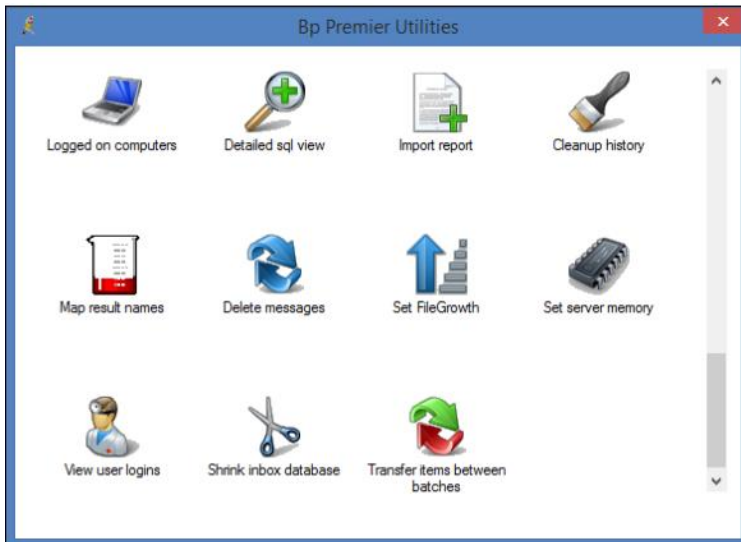 Bp Premier Utilities
Logged on computers
Detailed sql view
Import report
Cleanup history
Map result names
Delete messages
Set FileGrowth
Set server memory
View user logins
Shrink inbox database
Transfer items between
batches